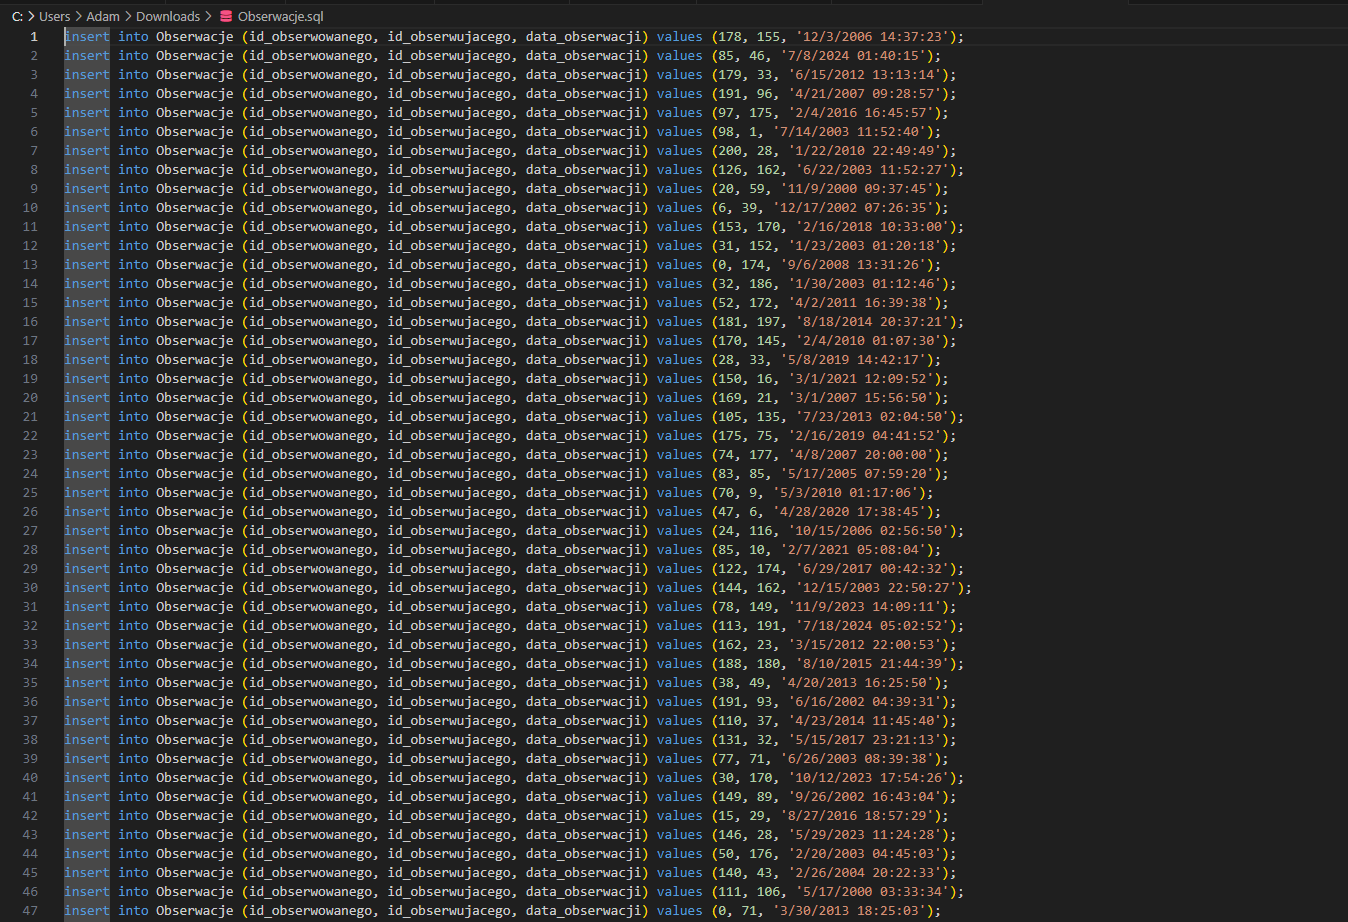 C: > Users > Adam > Downloads > Obserwacje.sql
1 insert into Obserwacje (id_obserwowanego, id_obserwujacego, data_obserwacji) values (178, 155, '12/3/2006 14:37:23');
2 insert into Obserwacje (id_obserwowanego, id_obserwujacego, data_obserwacji) values (85, 46, '7/8/2024 01:40:15');
3 insert into Obserwacje (id_obserwowanego, id_obserwujacego, data_obserwacji) values (179, 33, '6/15/2012 13:13:14');
4 insert into Obserwacje (id_obserwowanego, id_obserwujacego, data_obserwacji) values (191, 96, '4/21/2007 09:28:57');
5 insert into Obserwacje (id_obserwowanego, id_obserwujacego, data_obserwacji) values (97, 175, '2/4/2016 16:45:57');
6 insert into Obserwacje (id_obserwowanego, id_obserwujacego, data_obserwacji) values (98, 1, '7/14/2003 11:52:40');
7 insert into Obserwacje (id_obserwowanego, id_obserwujacego, data_obserwacji) values (200, 28, '1/22/2010 22:49:49');
8 insert into Obserwacje (id_obserwowanego, id_obserwujacego, data_obserwacji) values (126, 162, '6/22/2003 11:52:27');
9 insert into Obserwacje (id_obserwowanego, id_obserwujacego, data_obserwacji) values (20, 59, '11/9/2000 09:37:45');
10 insert into Obserwacje (id_obserwowanego, id_obserwujacego, data_obserwacji) values (6, 39, '12/17/2002 07:26:35');
11 insert into Obserwacje (id_obserwowanego, id_obserwujacego, data_obserwacji) values (153, 170, '2/16/2018 10:33:00');
12 insert into Obserwacje (id_obserwowanego, id_obserwujacego, data_obserwacji) values (31, 152, '1/23/2003 01:20:18');
13 insert into Obserwacje (id_obserwowanego, id_obserwujacego, data_obserwacji) values (0, 174, '9/6/2008 13:31:26');
14 insert into Obserwacje (id_obserwowanego, id_obserwujacego, data_obserwacji) values (32, 186, '1/30/2003 01:12:46');
15 insert into Obserwacje (id_obserwowanego, id_obserwujacego, data_obserwacji) values (52, 172, '4/2/2011 16:39:38');
16 insert into Obserwacje (id_obserwowanego, id_obserwujacego, data_obserwacji) values (181, 197, '8/18/2014 20:37:21');
17 insert into Obserwacje (id_obserwowanego, id_obserwujacego, data_obserwacji) values (170, 145, '2/4/2010 01:07:30');
18 insert into Obserwacje (id_obserwowanego, id_obserwujacego, data_obserwacji) values (28, 33, '5/8/2019 14:42:17');
19 insert into Obserwacje (id_obserwowanego, id_obserwujacego, data_obserwacji) values (150, 16, '3/1/2021 12:09:52');
20 insert into Obserwacje (id_obserwowanego, id_obserwujacego, data_obserwacji) values (169, 21, '3/1/2007 15:56:50');
21 insert into Obserwacje (id_obserwowanego, id_obserwujacego, data_obserwacji) values (105, 135, '7/23/2013 02:04:50');
22 insert into Obserwacje (id_obserwowanego, id_obserwujacego, data_obserwacji) values (175, 75, '2/16/2019 04:41:52');
23 insert into Obserwacje (id_obserwowanego, id_obserwujacego, data_obserwacji) values (74, 177, '4/8/2007 20:00:00');
24 insert into Obserwacje (id_obserwowanego, id_obserwujacego, data_obserwacji) values (83, 85, '5/17/2005 07:59:20');
25 insert into Obserwacje (id_obserwowanego, id_obserwujacego, data_obserwacji) values (70, 9, '5/3/2010 01:17:06');
26 insert into Obserwacje (id_obserwowanego, id_obserwujacego, data_obserwacji) values (47, 6, '4/28/2020 17:38:45');
27 insert into Obserwacje (id_obserwowanego, id_obserwujacego, data_obserwacji) values (24, 116, '10/15/2006 02:56:50');
28 insert into Obserwacje (id_obserwowanego, id_obserwujacego, data_obserwacji) values (85, 10, '2/7/2021 05:08:04');
29 insert into Obserwacje (id_obserwowanego, id_obserwujacego, data_obserwacji) values (122, 174, '6/29/2017 00:42:32');
30 insert into Obserwacje (id_obserwowanego, id_obserwujacego, data_obserwacji) values (144, 162, '12/15/2003 22:50:27');
31 insert into Obserwacje (id_obserwowanego, id_obserwujacego, data_obserwacji) values (78, 149, '11/9/2023 14:09:11');
32 insert into Obserwacje (id_obserwowanego, id_obserwujacego, data_obserwacji) values (113, 191, '7/18/2024 05:02:52');
33 insert into Obserwacje (id_obserwowanego, id_obserwujacego, data_obserwacji) values (162, 23, '3/15/2012 22:00:53');
34 insert into Obserwacje (id_obserwowanego, id_obserwujacego, data_obserwacji) values (188, 180, '8/10/2015 21:44:39');
35 insert into Obserwacje (id_obserwowanego, id_obserwujacego, data_obserwacji) values (38, 49, '4/20/2013 16:25:50');
36 insert into Obserwacje (id_obserwowanego, id_obserwujacego, data_obserwacji) values (191, 93, '6/16/2002 04:39:31');
37 insert into Obserwacje (id_obserwowanego, id_obserwujacego, data_obserwacji) values (110, 37, '4/23/2014 11:45:40');
38 insert into Obserwacje (id_obserwowanego, id_obserwujacego, data_obserwacji) values (131, 32, '5/15/2017 23:21:13');
39 insert into Obserwacje (id_obserwowanego, id_obserwujacego, data_obserwacji) values (77, 71, '6/26/2003 08:39:38');
40 insert into Obserwacje (id_obserwowanego, id_obserwujacego, data_obserwacji) values (30, 170, '10/12/2023 17:54:26');
41 insert into Obserwacje (id_obserwowanego, id_obserwujacego, data_obserwacji) values (149, 89, '9/26/2002 16:43:04');
42 insert into Obserwacje (id_obserwowanego, id_obserwujacego, data_obserwacji) values (15, 29, '8/27/2016 18:57:29');
43 insert into Obserwacje (id_obserwowanego, id_obserwujacego, data_obserwacji) values (146, 28, '5/29/2023 11:24:28');
44 insert into Obserwacje (id_obserwowanego, id_obserwujacego, data_obserwacji) values (50, 176, '2/20/2003 04:45:03');
45 insert into Obserwacje (id_obserwowanego, id_obserwujacego, data_obserwacji) values (140, 43, '2/26/2004 20:22:33');
46 insert into Obserwacje (id_obserwowanego, id_obserwujacego, data_obserwacji) values (111, 106, '5/17/2000 03:33:34');
47 insert into Obserwacje (id_obserwowanego, id_obserwujacego, data_obserwacji) values (0, 71, '3/30/2013 18:25:03');